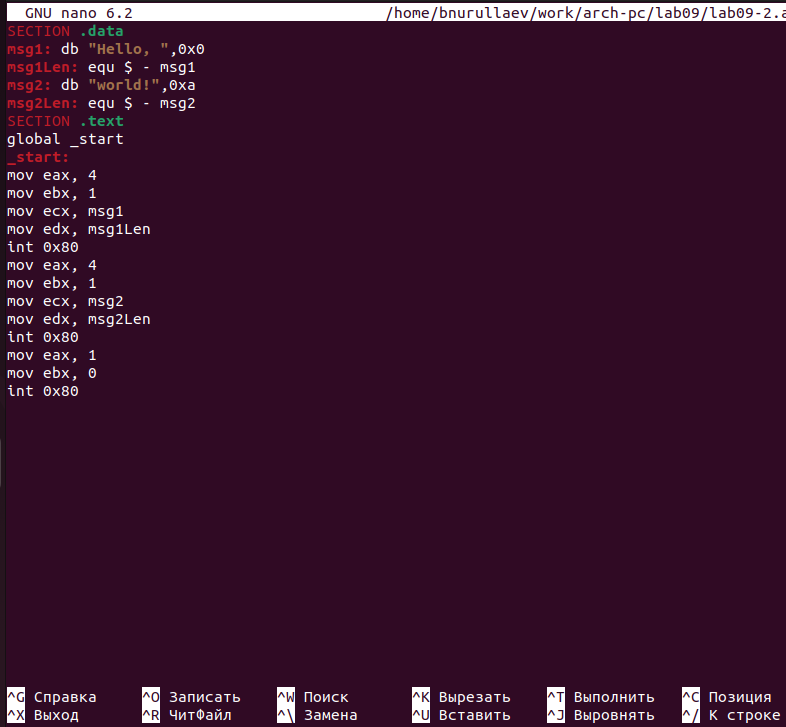 GNU nano 6.2 /home/bnurullaev/work/arch-pc/lab09/lab09-2.a
SECTION .data
msg1: db "Hello, ",0x0
msg1Len: equ $ - msg1
msg2: db "world!",0xa
msg2Len: equ $ - msg2
SECTION .text
global _start
_start:
mov eax, 4
mov ebx, 1
mov ecx, msg1
mov edx, msg1Len
int 0x80
mov eax, 4
mov ebx, 1
mov ecx, msg2
mov edx, msg2Len
int 0x80
mov eax, 1
mov ebx, 0
int 0x80
^G Справка ^O Записать ^W Поиск ^K Вырезать ^T Выполнить ^C Позиция
^X Выход ^R ЧитФайл ^\ Замена ^U Вставить ^J Выровнять ^/ К строке